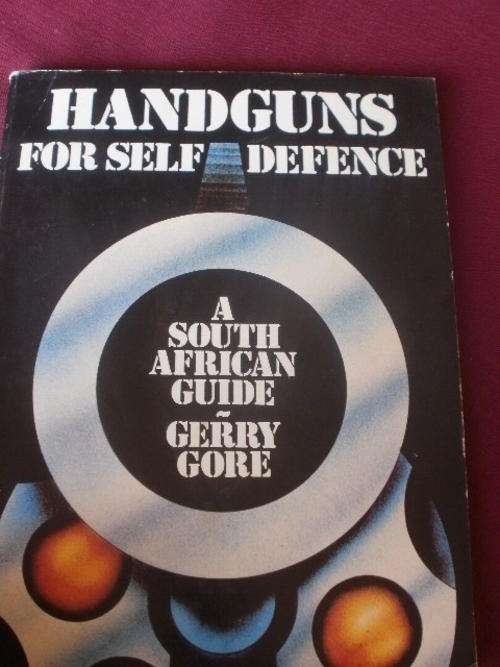 HANDGUNS
FOR SELF DEFENCE
A
SOUTH
AFRICAN
GUIDE
~
GERRY
GORE